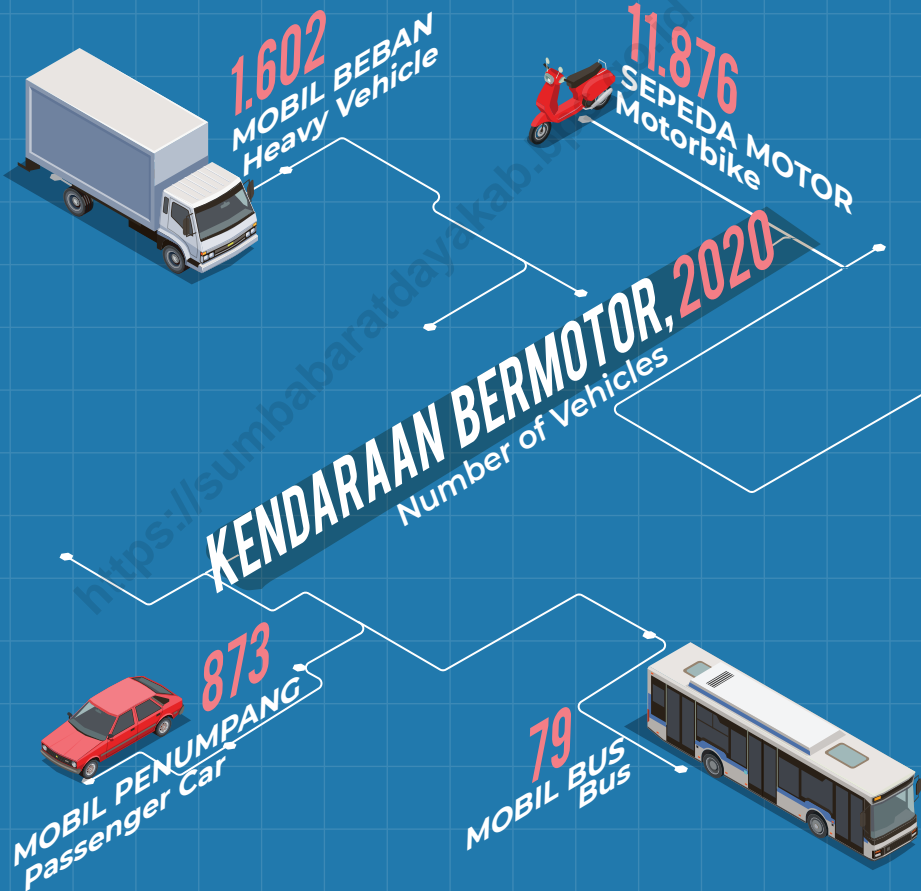 1.602
MOBIL BEBAN
Heavy Vehicle
11.876
SEPEDA MOTOR
Motorbike
KENDARAAN BERMOTOR, 2020
Number of Vehicles
873
MOBIL PENUMPANG
Passenger Car
79
MOBIL BUS
Bus
https://sumbabaratdayakab.bps.go.id